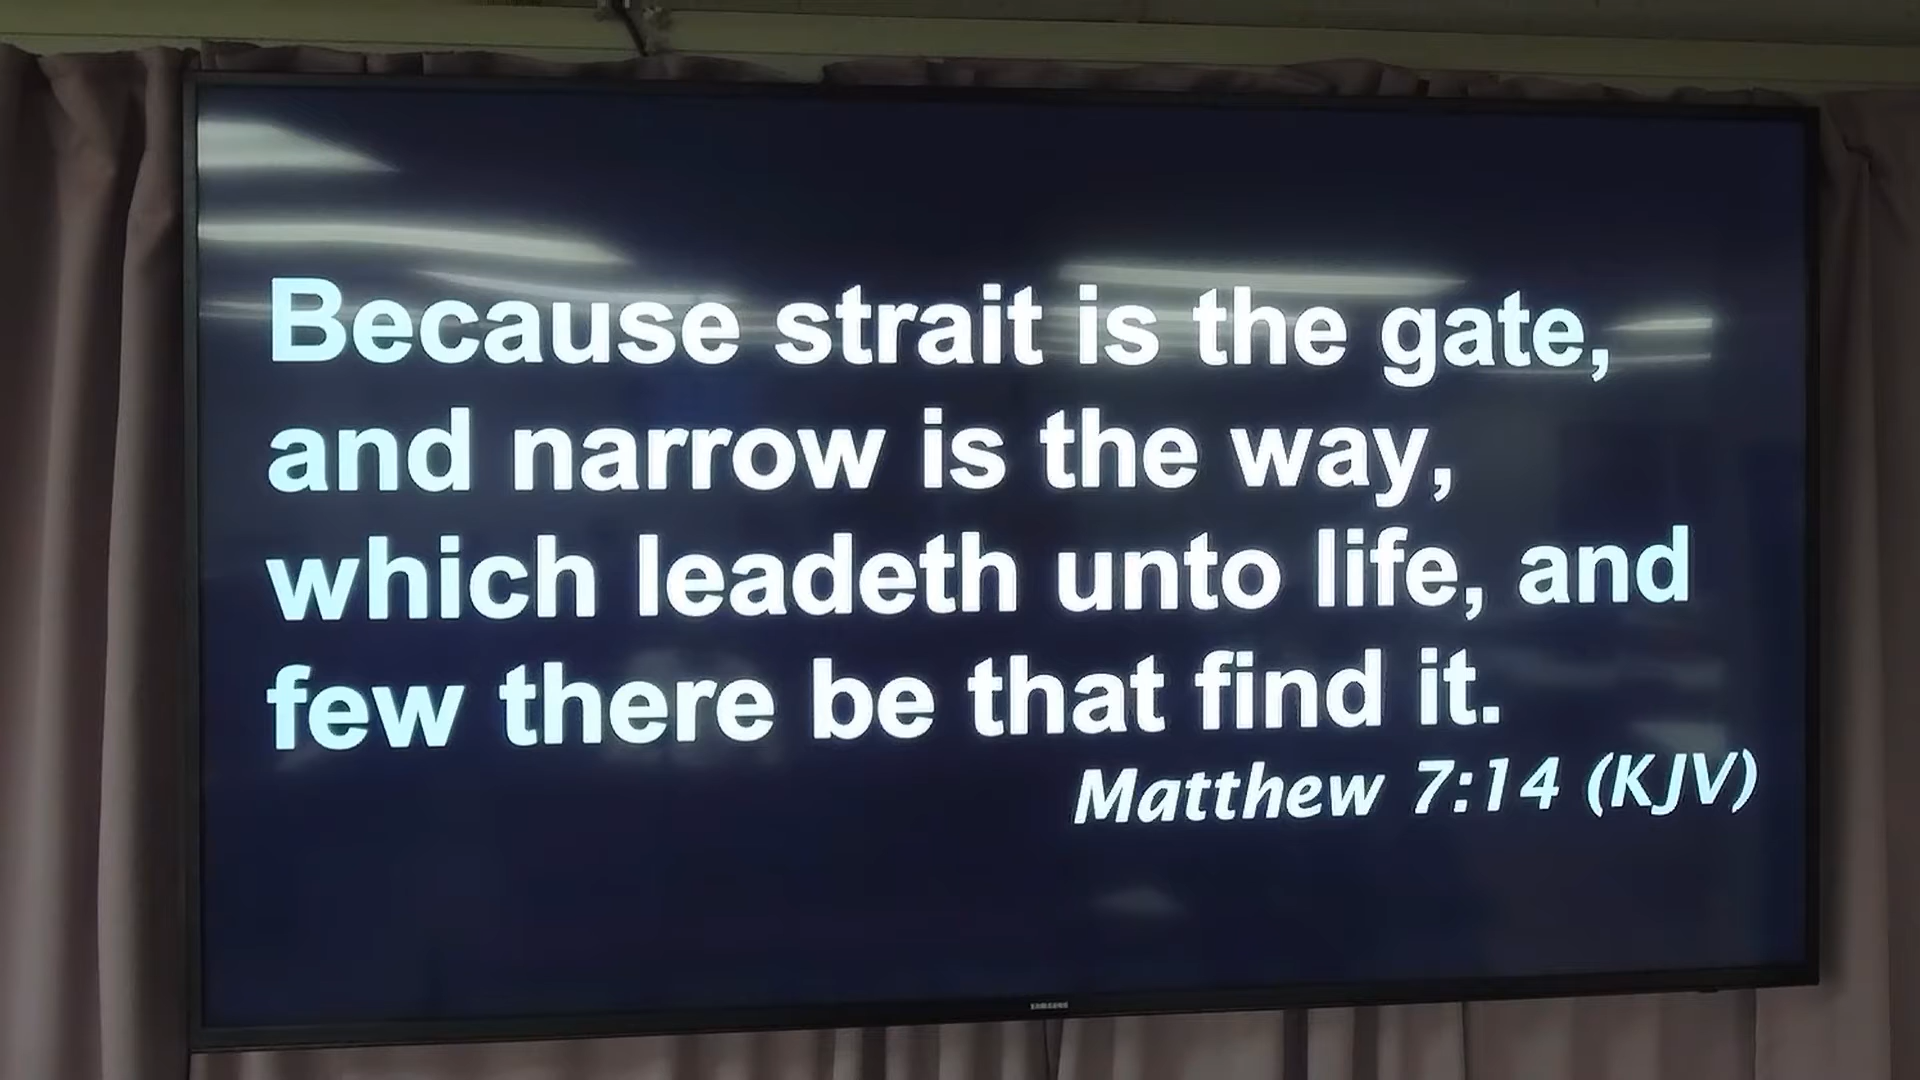 Because strait is the gate,
and narrow is the way,
which leadeth unto life, and
few there be that find it.
Matthew 7:14 (KJV)
SAMSUNG